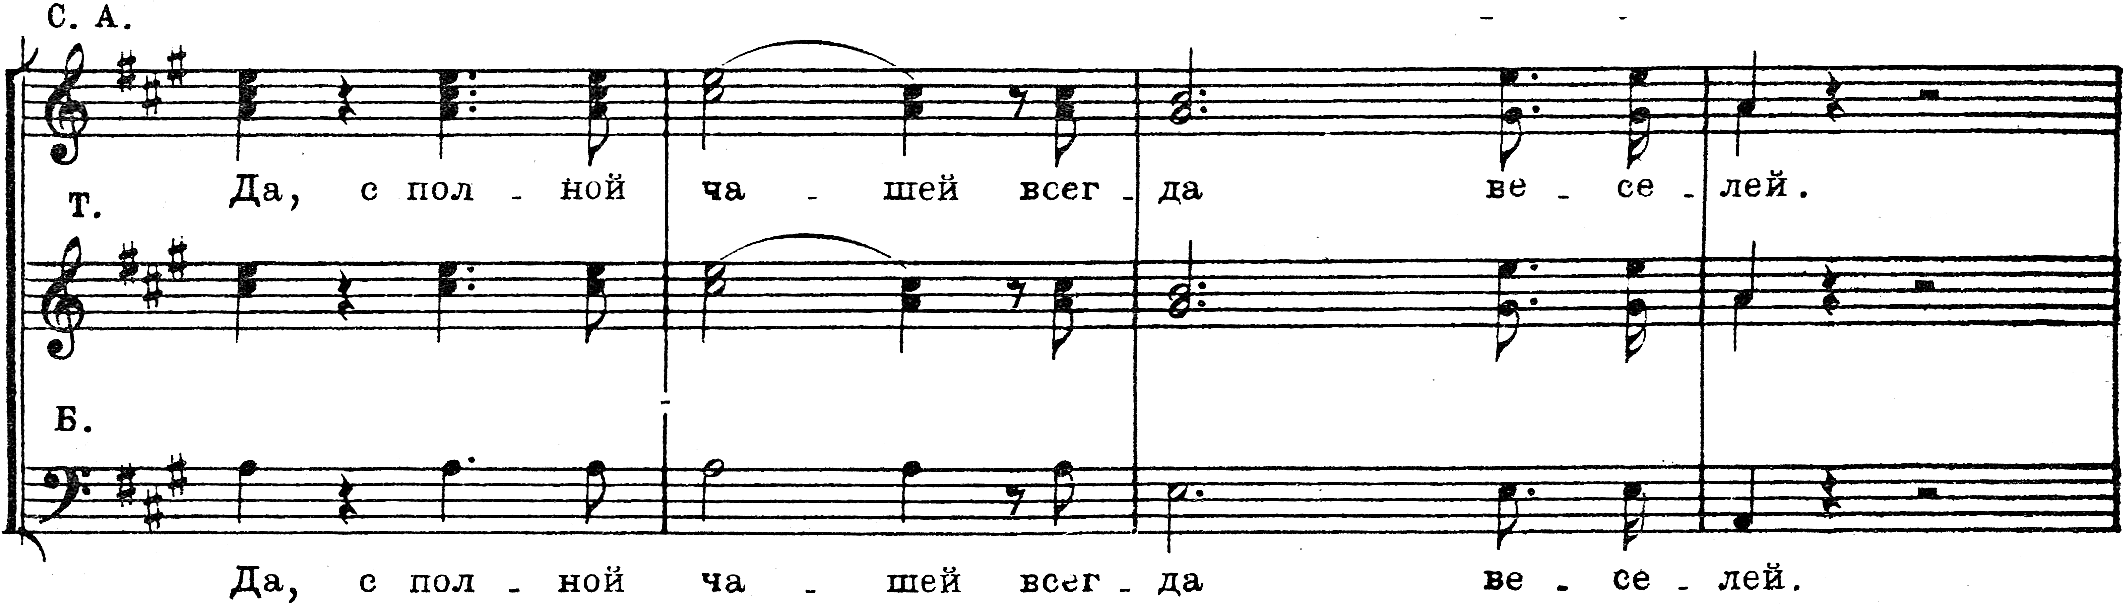 С. А.
Да, с пол - ной ча - шей всег - да ве - се - лей.
Т.
Б.
Да, с пол - ной ча - шей всег - да ве - се - лей.